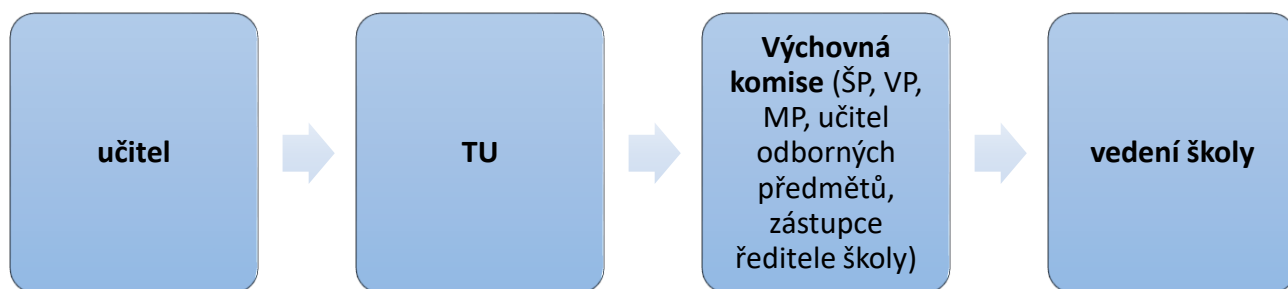 učitel
TU
Výchovná
komise (ŠP, VP,
MP, učitel
odborných
předmětů,
zástupce
ředitele školy)
vedení školy